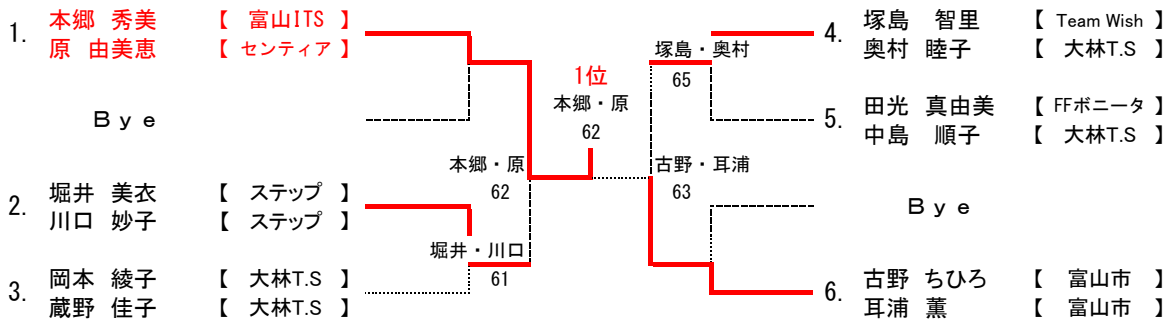 1. 本郷 秀美 【 富山ITS 】
原 由美恵 【 センティア 】
Bye
2. 堀井 美衣 【 ステップ 】
川口 妙子 【 ステップ 】
3. 岡本 綾子 【 大林T.S 】
蔵野 佳子 【 大林T.S 】
堀井・川口
61
本郷・原
62
1位
本郷・原
62
塚島・奥村
65
古野・耳浦
63
4. 塚島 智里 【 Team Wish 】
奥村 睦子 【 大林T.S 】
5. 田光 真由美 【 FFボニータ 】
中島 順子 【 大林T.S 】
Bye
6. 古野 ちひろ 【 富山市 】
耳浦 薫 【 富山市 】